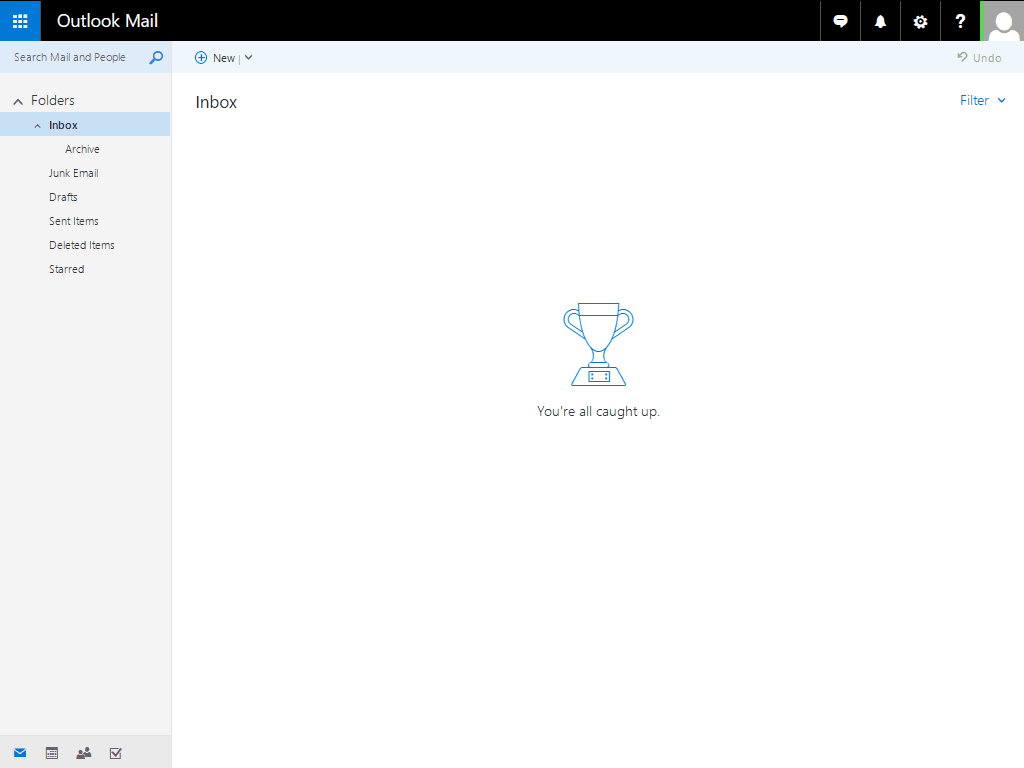 Outlook Mail
?
Search Mail and People
New
Undo
Folders
Inbox
Archive
Junk Email
Drafts
Sent Items
Deleted Items
Starred
Inbox
Filter
You're all caught up.